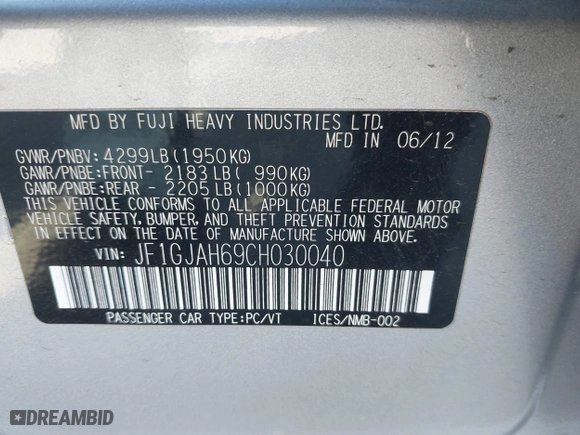 MFD BY FUJI HEAVY INDUSTRIES LTD.
MFD IN 06/12
GVWR/PNBV: 4299LB(1950KG)
GAWR/PNBE:FRONT- 2183LB( 990KG)
GAWR/PNBE:REAR - 2205LB(1000KG)
THIS VEHICLE CONFORMS TO ALL APPLICABLE FEDERAL MOTOR
VEHICLE SAFETY, BUMPER, AND THEFT PREVENTION STANDARDS
IN EFFECT ON THE DATE OF MANUFACTURE SHOWN ABOVE.
VIN: JF1GJAH69CH030040
PASSENGER CAR TYPE:PC/VT ICES/NMB-002
DREAMBID